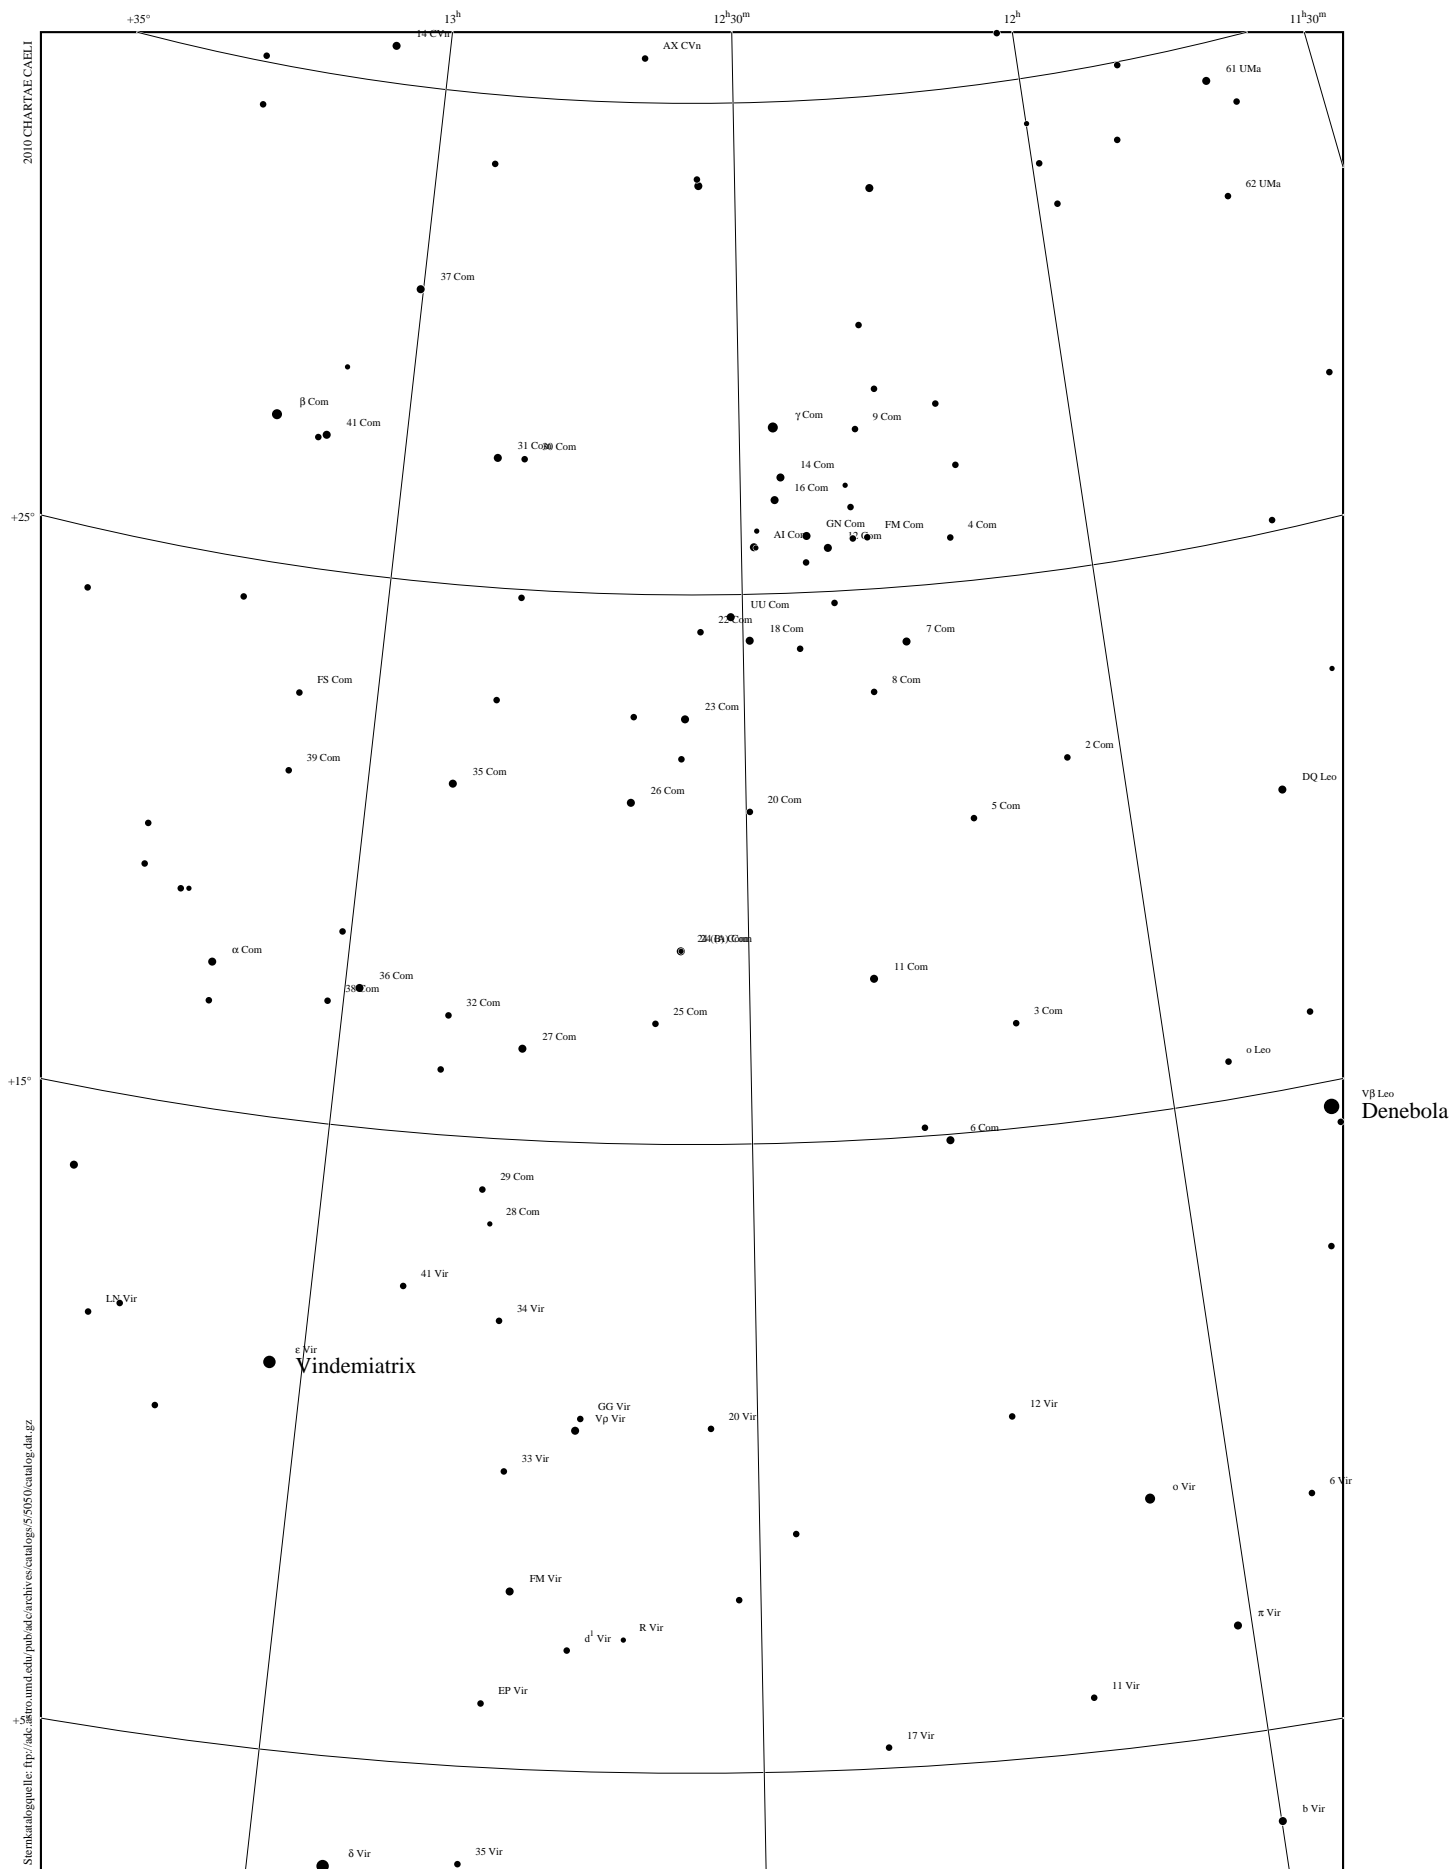 +35°
13h
12h30m
12h
11h30m
2010 CHARTAE CAELI
14 CVn
AX CVn
61 UMa
62 UMa
37 Com
β Com
41 Com
γ Com
9 Com
31 Com
30 Com
14 Com
16 Com
+25°
AI Com
GN Com
12 Com
FM Com
4 Com
UU Com
22 Com
18 Com
7 Com
FS Com
8 Com
23 Com
2 Com
39 Com
35 Com
DQ Leo
26 Com
20 Com
5 Com
α Com
24 (A) Com
36 Com
38 Com
11 Com
32 Com
25 Com
3 Com
27 Com
o Leo
+15°
Vβ Leo
Denebola
6 Com
29 Com
28 Com
41 Vir
LN Vir
34 Vir
ε Vir
Vindemiatrix
GG Vir
Vρ Vir
20 Vir
12 Vir
33 Vir
o Vir
6 Vir
FM Vir
R Vir
d1 Vir
π Vir
EP Vir
11 Vir
+5°
17 Vir
b Vir
δ Vir
35 Vir
Sternkatalogquelle: ftp://adc.astro.umd.edu/pub/adc/archives/catalogs/5/5050/catalog.dat.gz